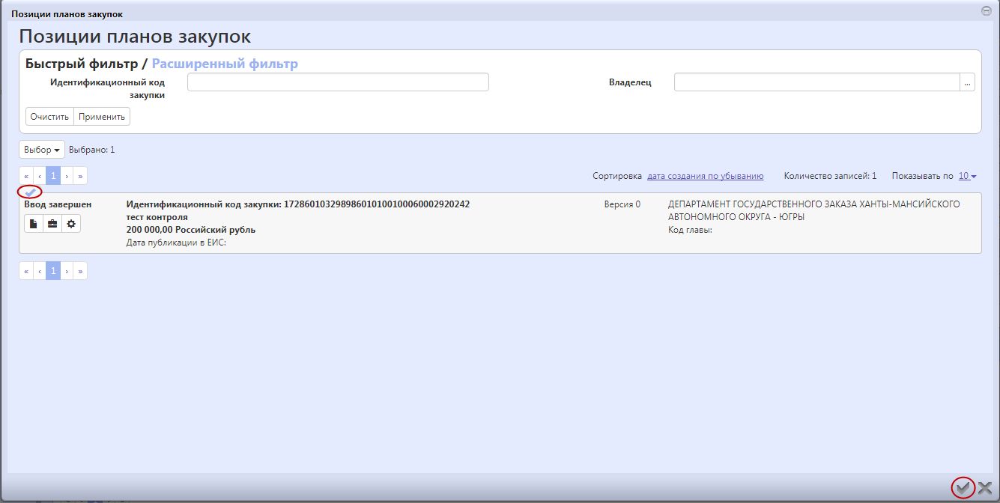 Позиции планов закупок
Позиции планов закупок
Быстрый фильтр / Расширенный фильтр
Идентификационный код
закупки
Владелец
...
Очистить Применить
Выбор Выбрано: 1
« ‹ 1 › »
Сортировка дата создания по убыванию Количество записей: 1 Показывать по 10
Ввод завершен
Идентификационный код закупки: 172860103298986010100100060002920242
тест контроля
200 000,00 Российский рубль
Дата публикации в ЕИС:
Версия 0
ДЕПАРТАМЕНТ ГОСУДАРСТВЕННОГО ЗАКАЗА ХАНТЫ-МАНСИЙСКОГО
АВТОНОМНОГО ОКРУГА - ЮГРЫ
Код главы:
« ‹ 1 › »